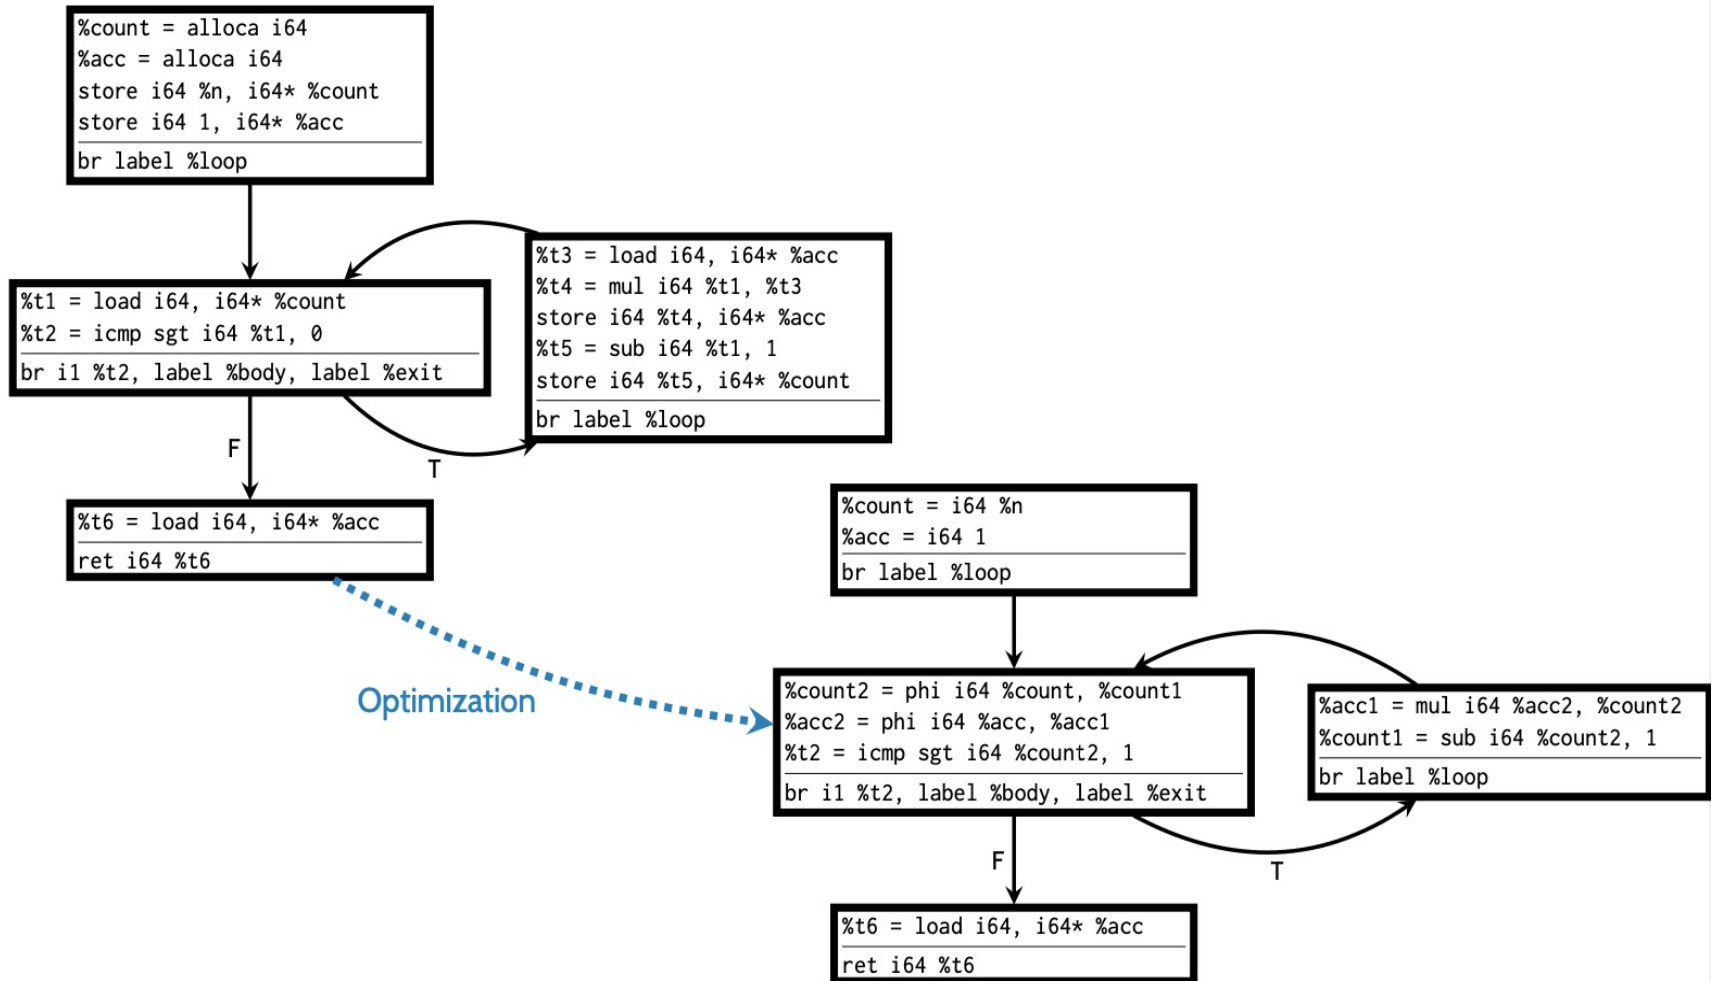 %count = alloca i64
%acc = alloca i64
store i64 %n, i64* %count
store i64 1, i64* %acc
br label %loop
%t1 = load i64, i64* %count
%t2 = icmp sgt i64 %t1, 0
br i1 %t2, label %body, label %exit
%t3 = load i64, i64* %acc
%t4 = mul i64 %t1, %t3
store i64 %t4, i64* %acc
%t5 = sub i64 %t1, 1
store i64 %t5, i64* %count
br label %loop
F
T
%t6 = load i64, i64* %acc
ret i64 %t6
Optimization
%count = i64 %n
%acc = i64 1
br label %loop
%count2 = phi i64 %count, %count1
%acc2 = phi i64 %acc, %acc1
%t2 = icmp sgt i64 %count2, 1
br i1 %t2, label %body, label %exit
%acc1 = mul i64 %acc2, %count2
%count1 = sub i64 %count2, 1
br label %loop
F
T
%t6 = load i64, i64* %acc
ret i64 %t6